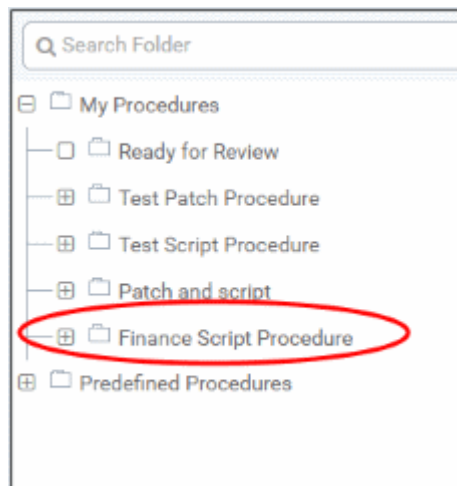 Search Folder
My Procedures
Ready for Review
Test Patch Procedure
Test Script Procedure
Patch and script
Finance Script Procedure
Predefined Procedures